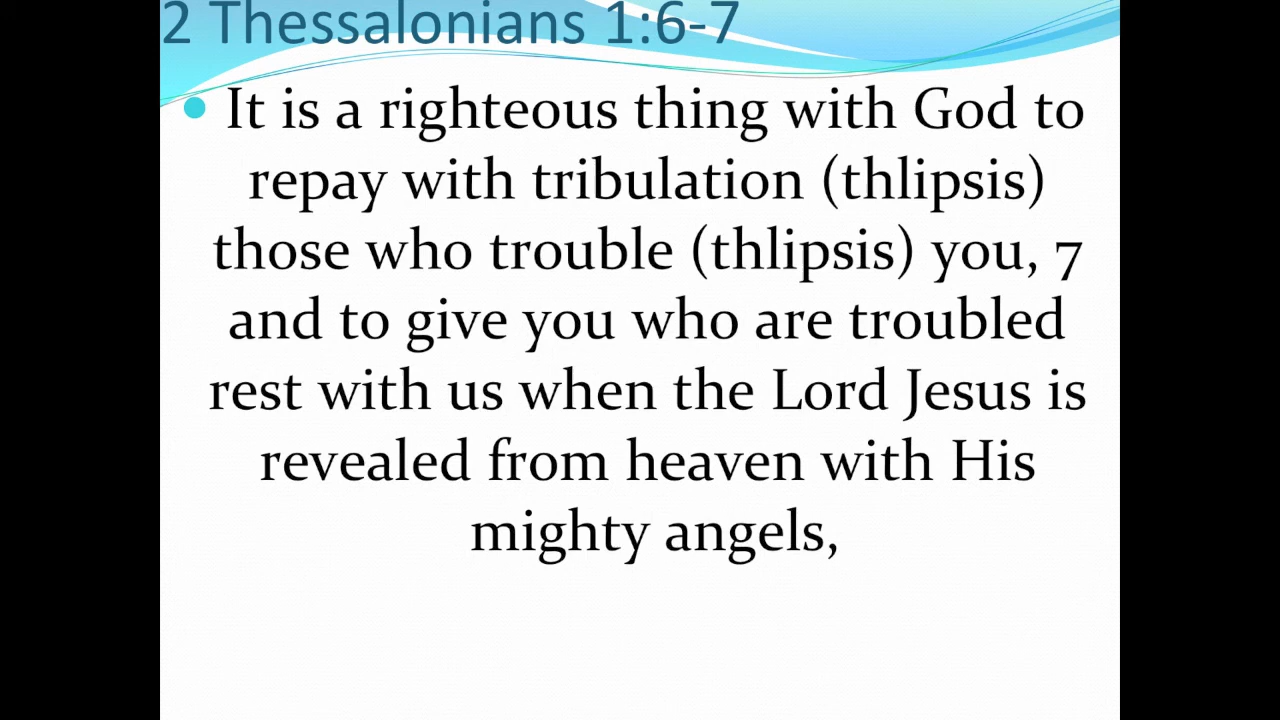 2 Thessalonians 1:6-7
• It is a righteous thing with God to
repay with tribulation (thlipsis)
those who trouble (thlipsis) you, 7
and to give you who are troubled
rest with us when the Lord Jesus is
revealed from heaven with His
mighty angels,